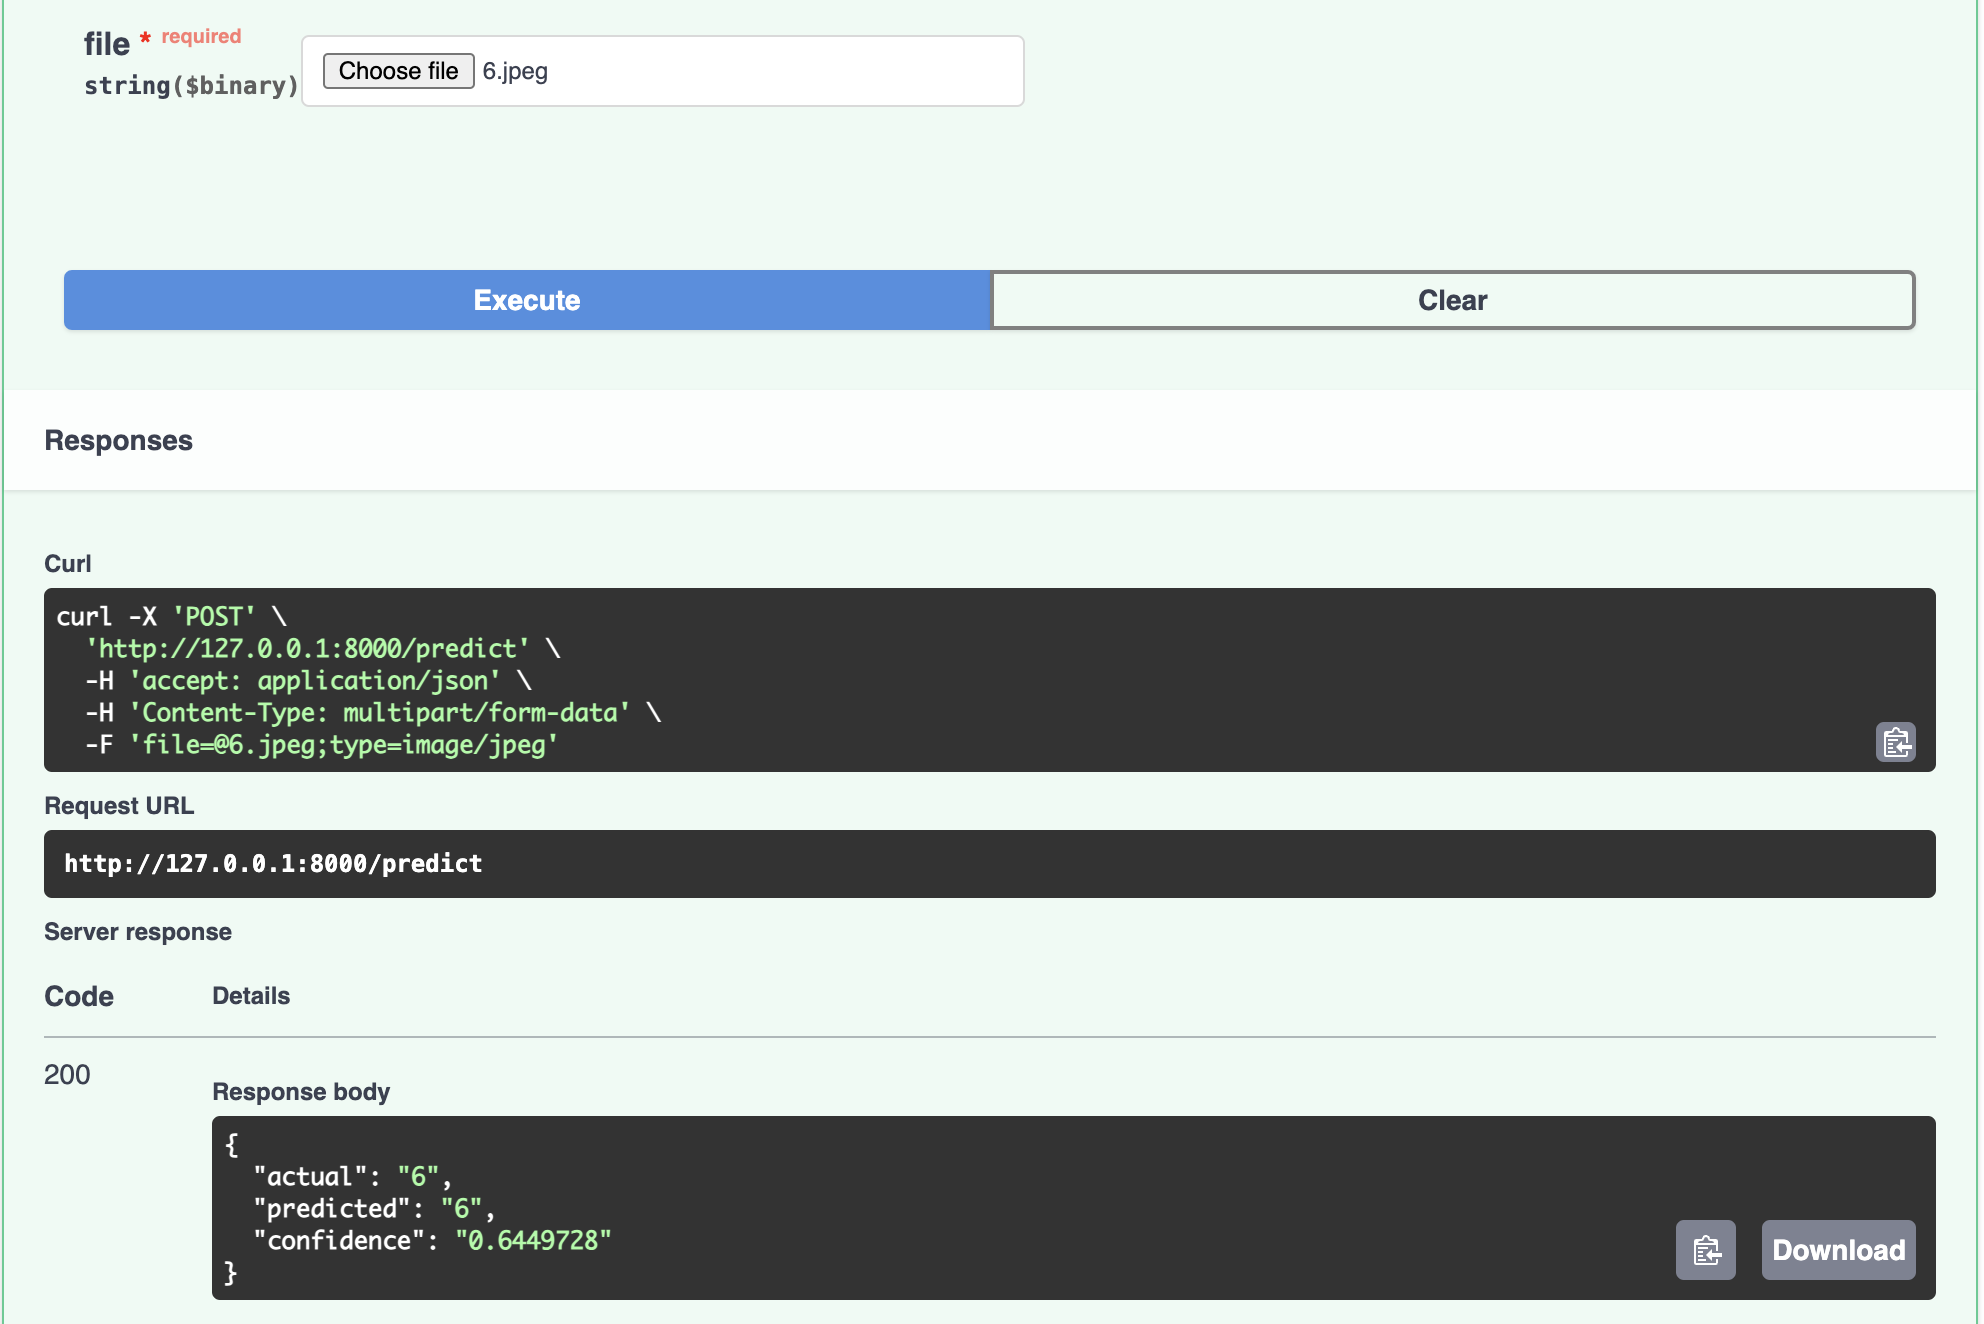 file * required
string($binary)
Choose file 6.jpeg
Execute
Clear
Responses
Curl
curl -X 'POST' \
  'http://127.0.0.1:8000/predict' \
  -H 'accept: application/json' \
  -H 'Content-Type: multipart/form-data' \
  -F 'file=@6.jpeg;type=image/jpeg'
Request URL
http://127.0.0.1:8000/predict
Server response
Code Details
200
Response body
{
  "actual": "6",
  "predicted": "6",
  "confidence": "0.6449728"
}
Download